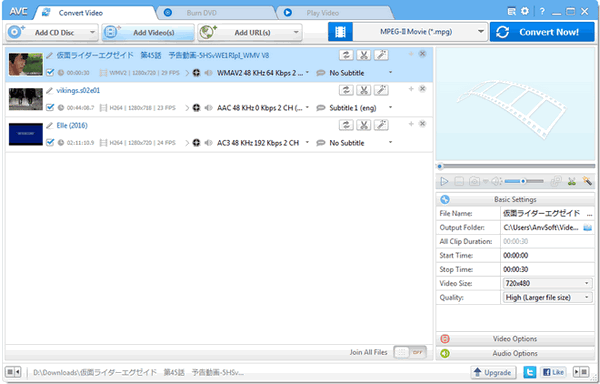 AVC
Convert Video
Burn DVD
Play Video
Add CD Disc
Add Video(s)
Add URL(s)
MPEG-II Movie (*.mpg)
Convert Now!
仮面ライダーエグゼイド　第45話　予告動画-5HSvWE1RIpI_WMV V8
00:00:30 WMV2 | 1280x720 | 29 FPS WMAV2 48 KHz 64 Kbps 2 ... No Subtitle
vikings.s02e01
00:44:08.7 H264 | 1280x716 | 23 FPS AAC 48 KHz 0 Kbps 2 CH (... Subtitle 1 (eng)
Elle (2016)
02:11:10.9 H264 | 1280x720 | 24 FPS AC3 48 KHz 192 Kbps 2 CH No Subtitle
Basic Settings
File Name: 仮面ライダーエグゼイド ...
Output Folder: C:\Users\AnvSoft\Vide...
All Clip Duration: 00:00:30
Start Time: 00:00:00
Stop Time: 00:00:30
Video Size: 720x480
Quality: High (Larger file size)
Video Options
Audio Options
Join All Files OFF
D:\Downloads\仮面ライダーエグゼイド　第45話　予告動画-5HSv...
Upgrade
Like